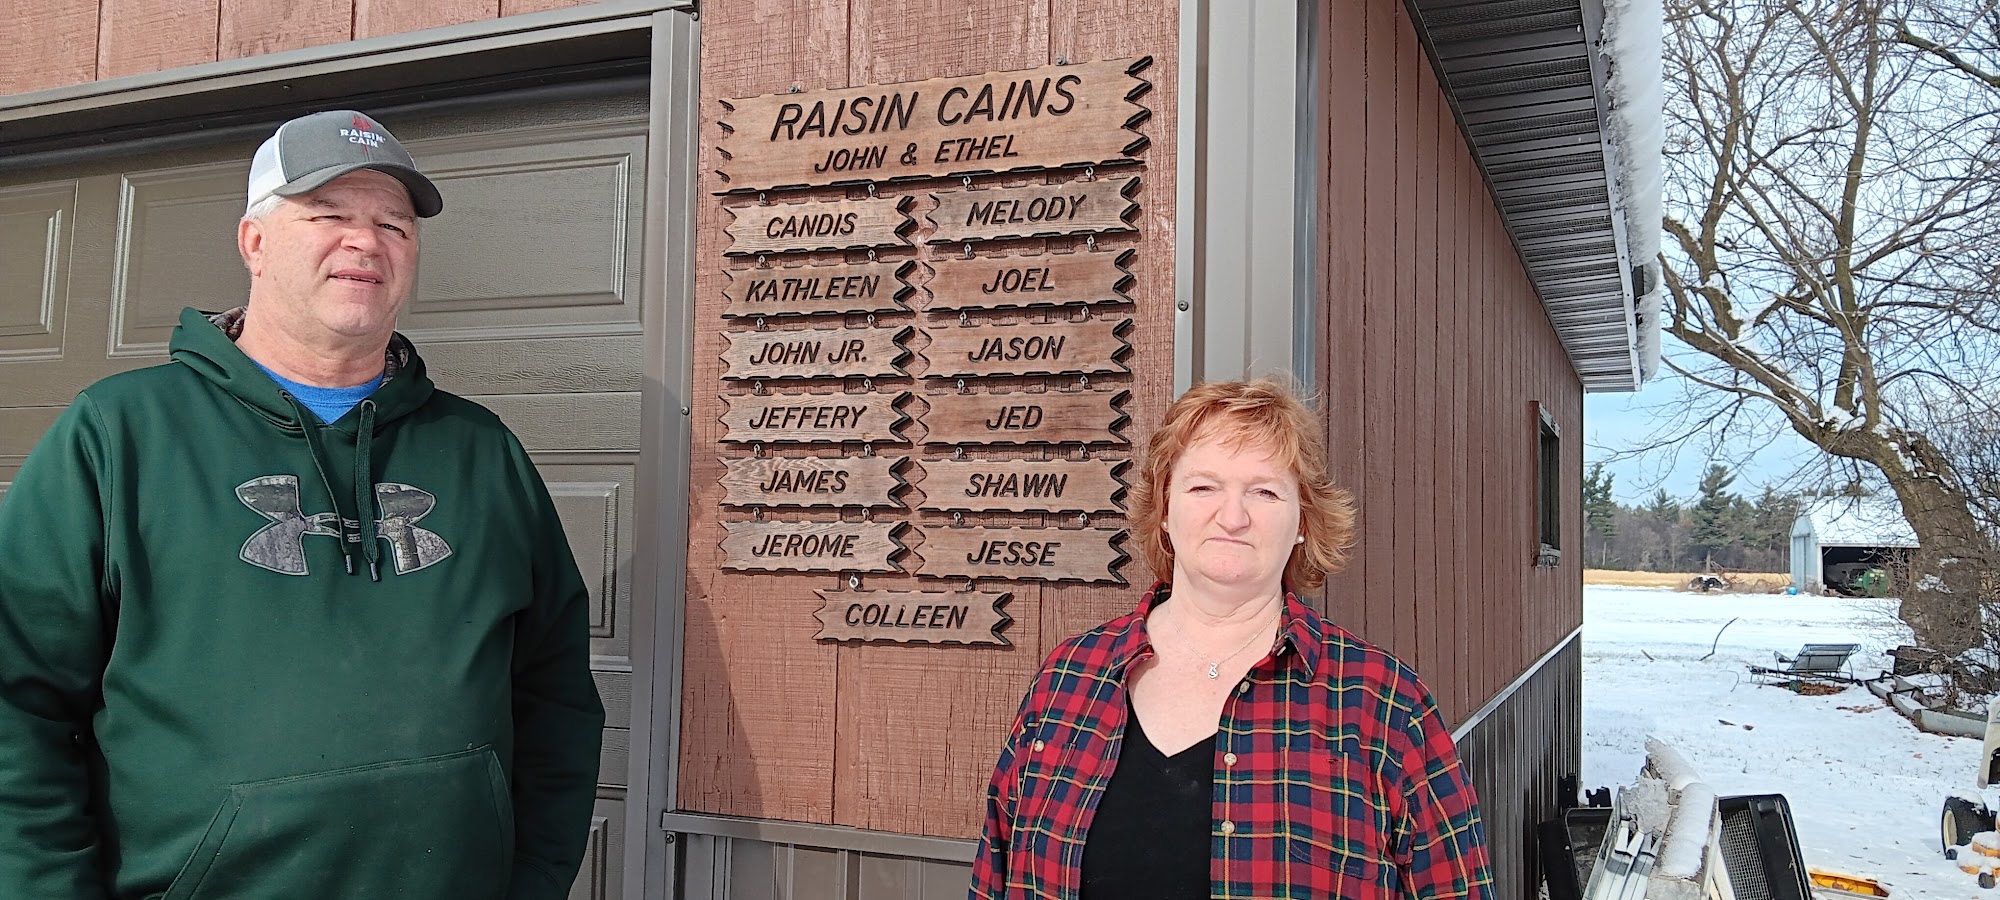 RAISIN'
CAIN
RAISIN CAINS
JOHN & ETHEL
CANDIS
MELODY
KATHLEEN
JOEL
JOHN JR.
JASON
JEFFERY
JED
JAMES
SHAWN
JEROME
JESSE
COLLEEN